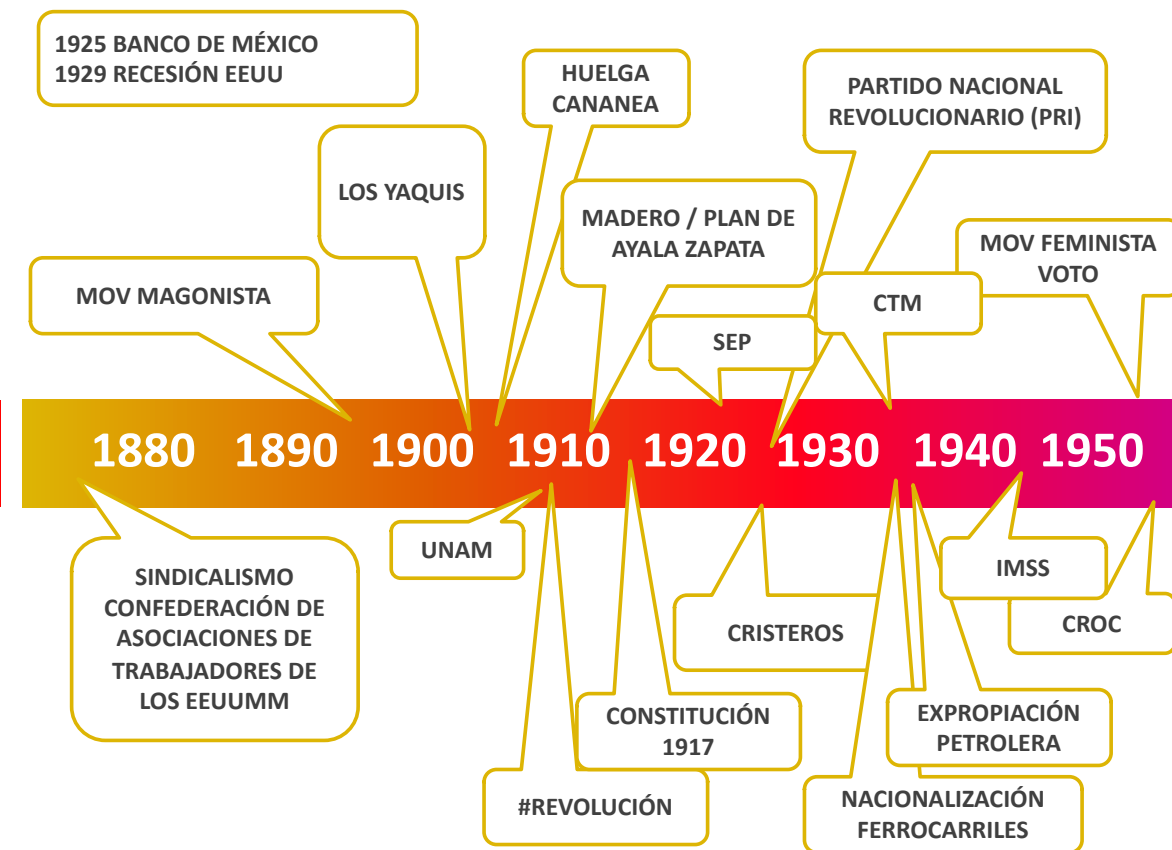 1925 BANCO DE MÉXICO
1929 RECESIÓN EEUU
HUELGA
CANANEA
PARTIDO NACIONAL
REVOLUCIONARIO (PRI)
LOS YAQUIS
MADERO / PLAN DE
AYALA ZAPATA
MOV FEMINISTA
VOTO
MOV MAGONISTA
CTM
SEP
1880 1890 1900 1910 1920 1930 1940 1950
UNAM
IMSS
SINDICALISMO
CONFEDERACIÓN DE
ASOCIACIONES DE
TRABAJADORES DE
LOS EEUUMM
CRISTEROS
CROC
CONSTITUCIÓN
1917
EXPROPIACIÓN
PETROLERA
#REVOLUCIÓN
NACIONALIZACIÓN
FERROCARRILES